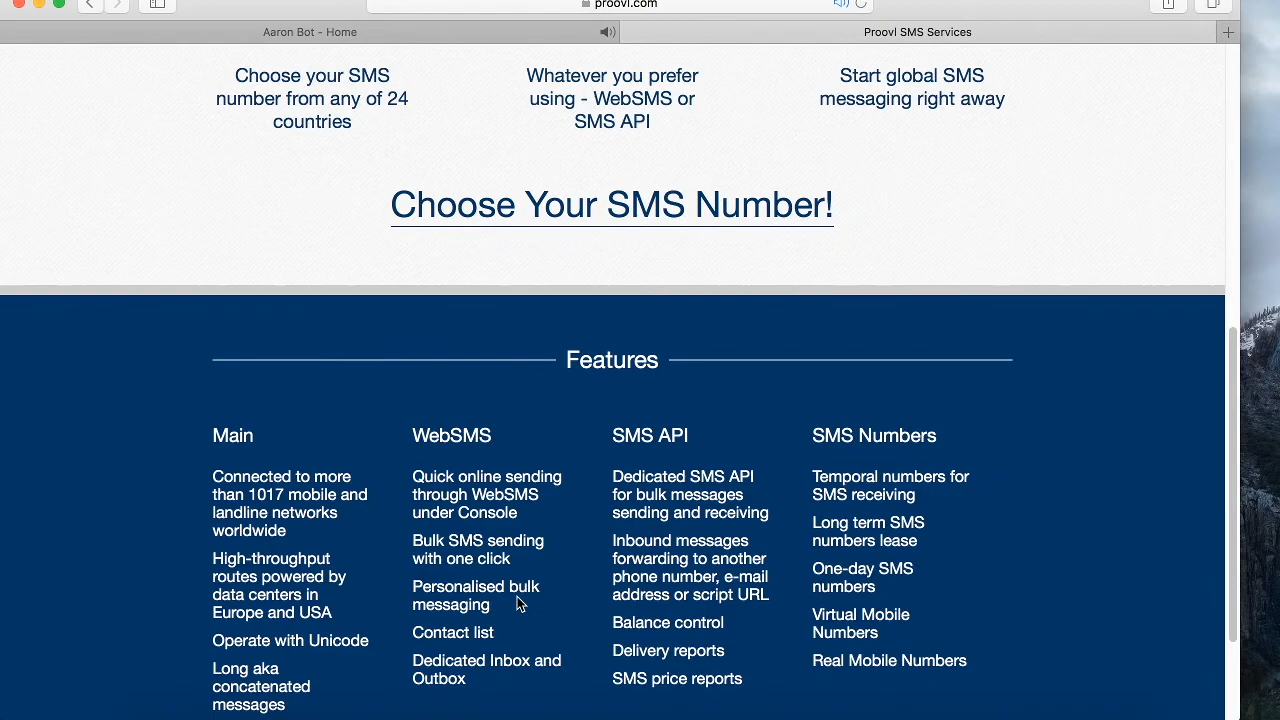 proovl.com
Aaron Bot - Home
Proovl SMS Services
Choose your SMS
number from any of 24
countries
Whatever you prefer
using - WebSMS or
SMS API
Start global SMS
messaging right away
Choose Your SMS Number!
Features
Main
Connected to more
than 1017 mobile and
landline networks
worldwide
High-throughput
routes powered by
data centers in
Europe and USA
Operate with Unicode
Long aka
concatenated
messages
WebSMS
Quick online sending
through WebSMS
under Console
Bulk SMS sending
with one click
Personalised bulk
messaging
Contact list
Dedicated Inbox and
Outbox
SMS API
Dedicated SMS API
for bulk messages
sending and receiving
Inbound messages
forwarding to another
phone number, e-mail
address or script URL
Balance control
Delivery reports
SMS price reports
SMS Numbers
Temporal numbers for
SMS receiving
Long term SMS
numbers lease
One-day SMS
numbers
Virtual Mobile
Numbers
Real Mobile Numbers